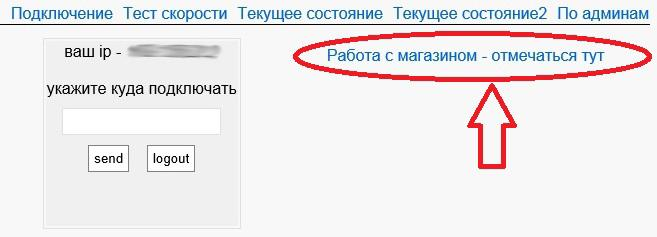 Подключение Тест скорости Текущее состояние Текущее состояние2 По админам
ваш ip -
Работа с магазином - отмечаться тут
укажите куда подключать
send logout